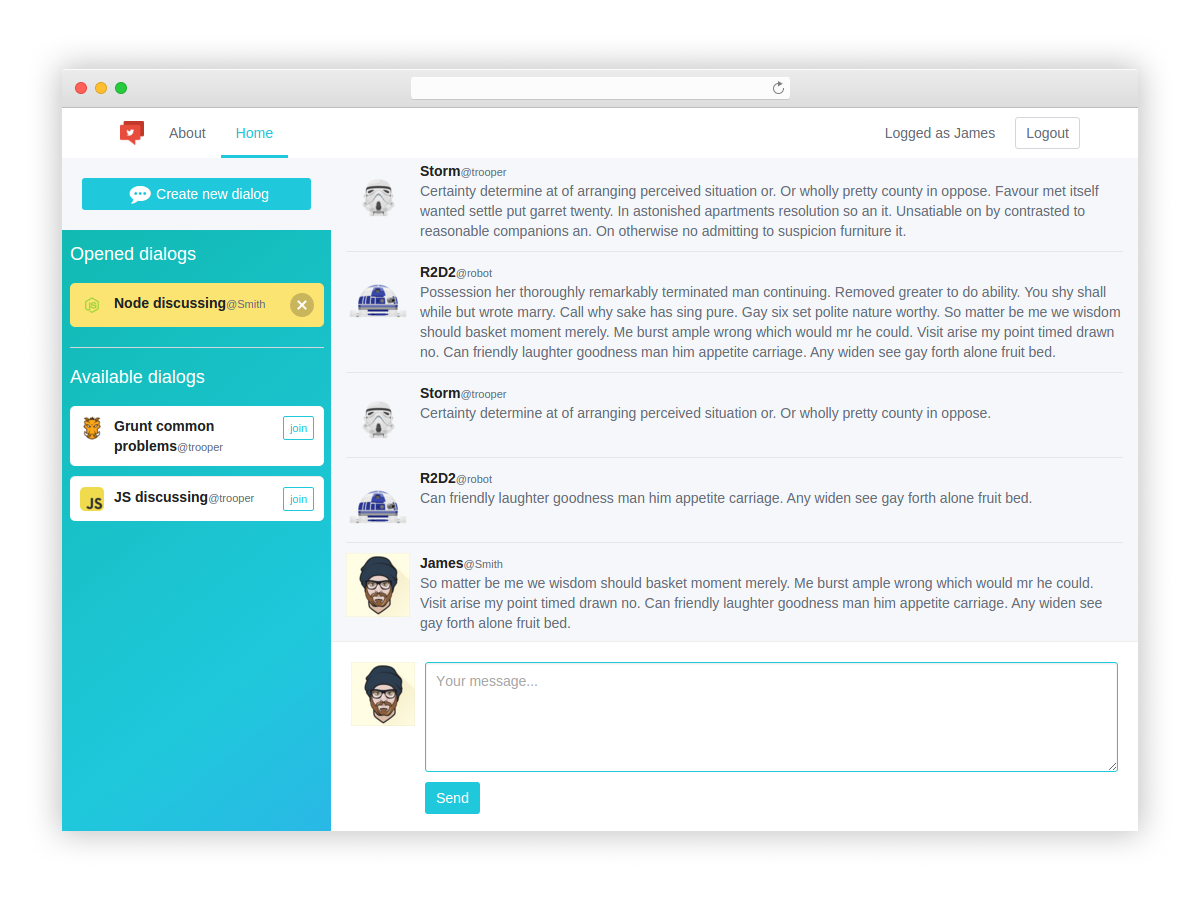 About
Home
Logged as James
Logout
Create new dialog
Opened dialogs
Node discussing@Smith
Available dialogs
Grunt common
problems@trooper
join
JS
JS discussing@trooper
join
Storm@trooper
Certainty determine at of arranging perceived situation or. Or wholly pretty county in oppose. Favour met itself
wanted settle put garret twenty. In astonished apartments resolution so an it. Unsatiable on by contrasted to
reasonable companions an. On otherwise no admitting to suspicion furniture it.
R2D2@robot
Possession her thoroughly remarkably terminated man continuing. Removed greater to do ability. You shy shall
while but wrote marry. Call why sake has sing pure. Gay six set polite nature worthy. So matter be me we wisdom
should basket moment merely. Me burst ample wrong which would mr he could. Visit arise my point timed drawn
no. Can friendly laughter goodness man him appetite carriage. Any widen see gay forth alone fruit bed.
Storm@trooper
Certainty determine at of arranging perceived situation or. Or wholly pretty county in oppose.
R2D2@robot
Can friendly laughter goodness man him appetite carriage. Any widen see gay forth alone fruit bed.
James@Smith
So matter be me we wisdom should basket moment merely. Me burst ample wrong which would mr he could.
Visit arise my point timed drawn no. Can friendly laughter goodness man him appetite carriage. Any widen see
gay forth alone fruit bed.
Your message...
Send